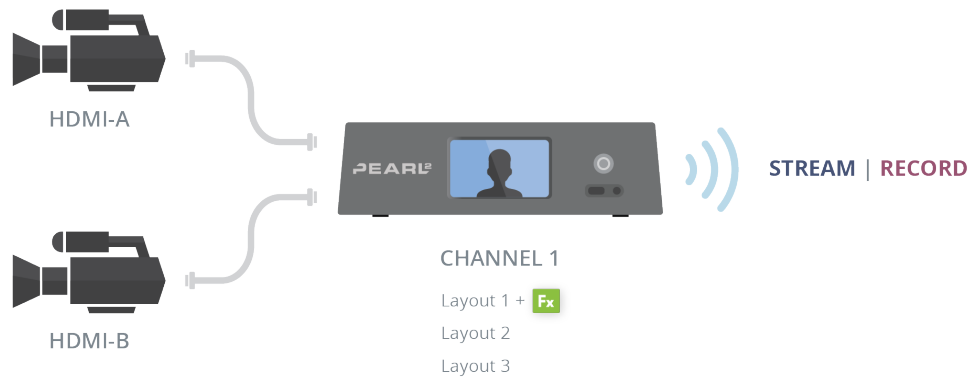 HDMI-A
PEARL2
STREAM | RECORD
HDMI-B
CHANNEL 1
Layout 1 + Fx
Layout 2
Layout 3